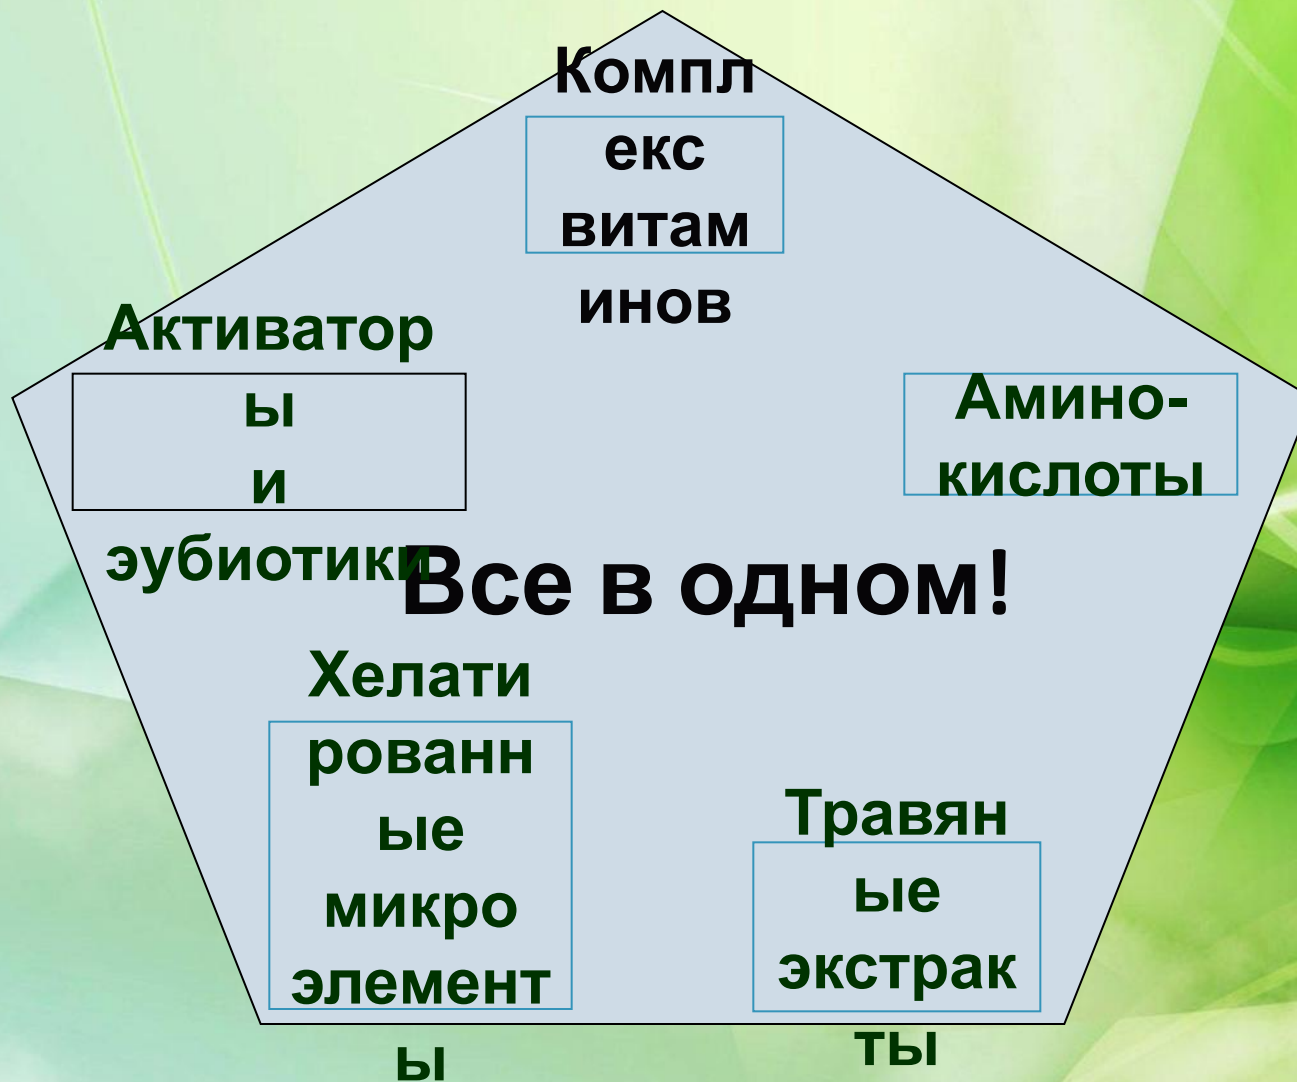 Компл
екс
витам
инов
Активатор
ы
и
эубиотики
Амино-
кислоты
Все в одном!
Хелати
рованн
ые
микро
элемент
ы
Травян
ые
экстрак
ты